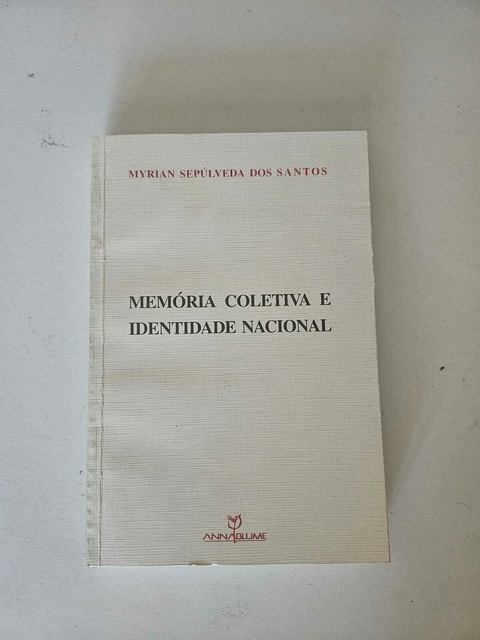 MYRIAN SEPÚLVEDA DOS SANTOS
MEMÓRIA COLETIVA E
IDENTIDADE NACIONAL
ANNABLUME